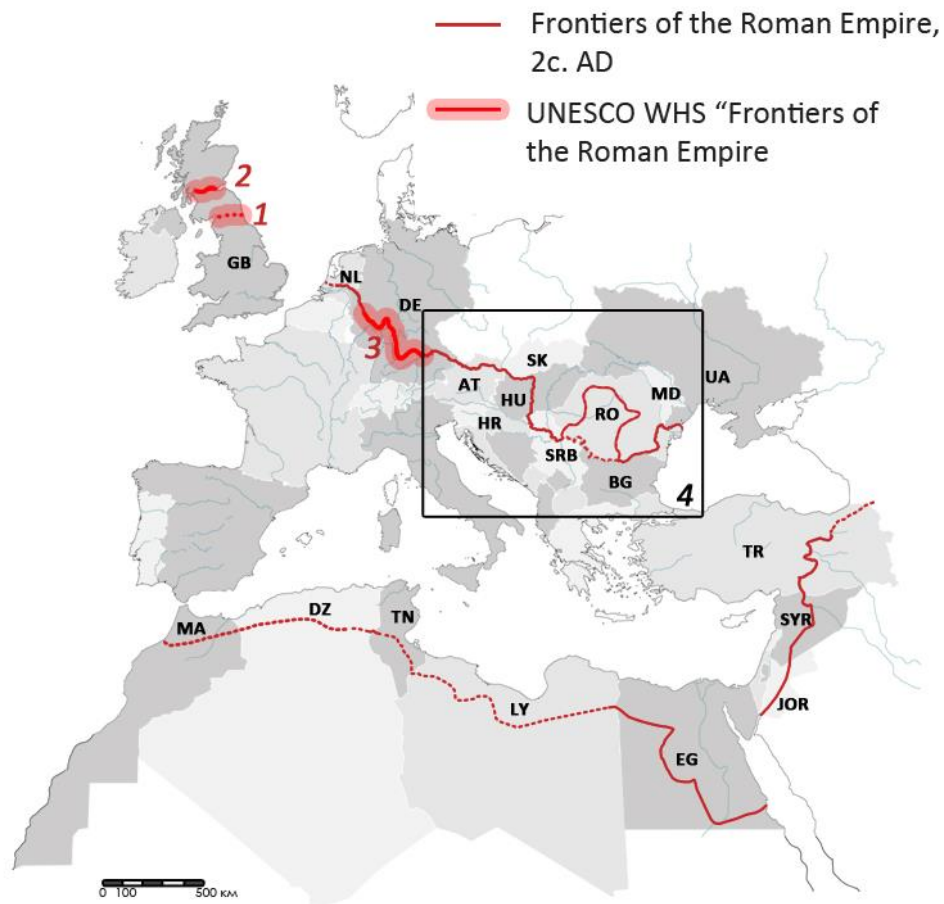 Frontiers of the Roman Empire,
2c. AD
UNESCO WHS “Frontiers of
the Roman Empire
2
1
GB
NL
DE
3
SK
UA
AT
MD
HU
RO
HR
SRB
BG
4
TR
DZ
TN
MA
SYR
LY
JOR
EG
0 100 500 КМ